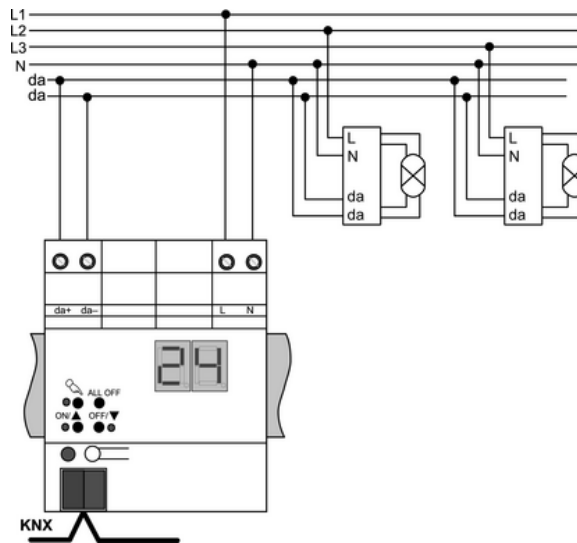 L1
L2
L3
N
da
da
L
N
da
da
L
N
da
da
da+ da– L N
24
ALL OFF
ON/▲ OFF/▼
KNX